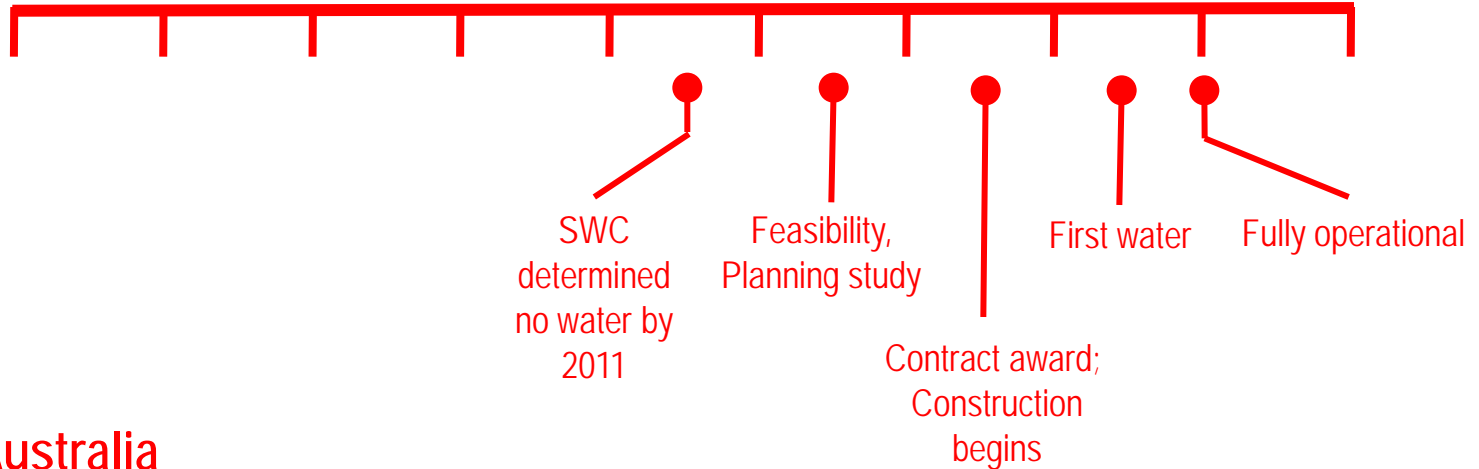 SWC
determined
no water by
2011
Feasibility,
Planning study
Contract award;
Construction
begins
First water
Fully operational
ustralia